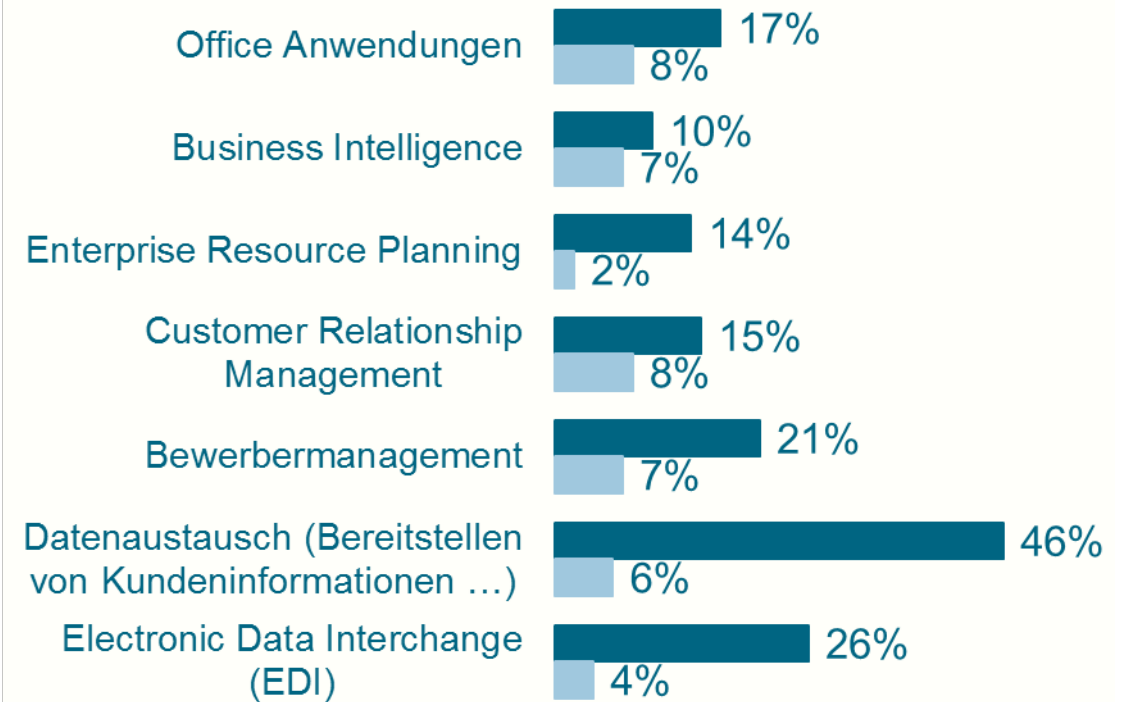 Office Anwendungen
17%
8%
Business Intelligence
10%
7%
Enterprise Resource Planning
14%
2%
Customer Relationship
Management
15%
8%
Bewerbermanagement
21%
7%
Datenaustausch (Bereitstellen
von Kundeninformationen …)
46%
6%
Electronic Data Interchange
(EDI)
26%
4%